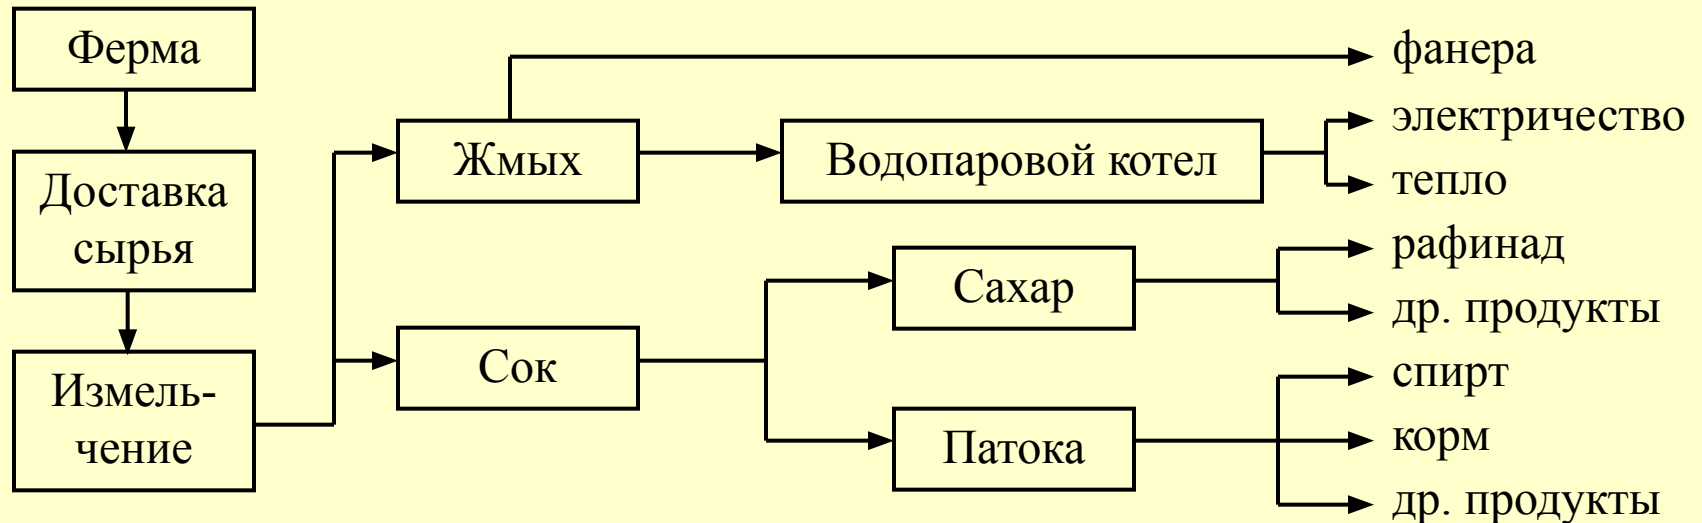 Ферма
Доставка
сырья
Измель-
чение
Жмых
Водопаровой котел
Сок
Сахар
Патока
фанера
электричество
тепло
рафинад
др. продукты
спирт
корм
др. продукты